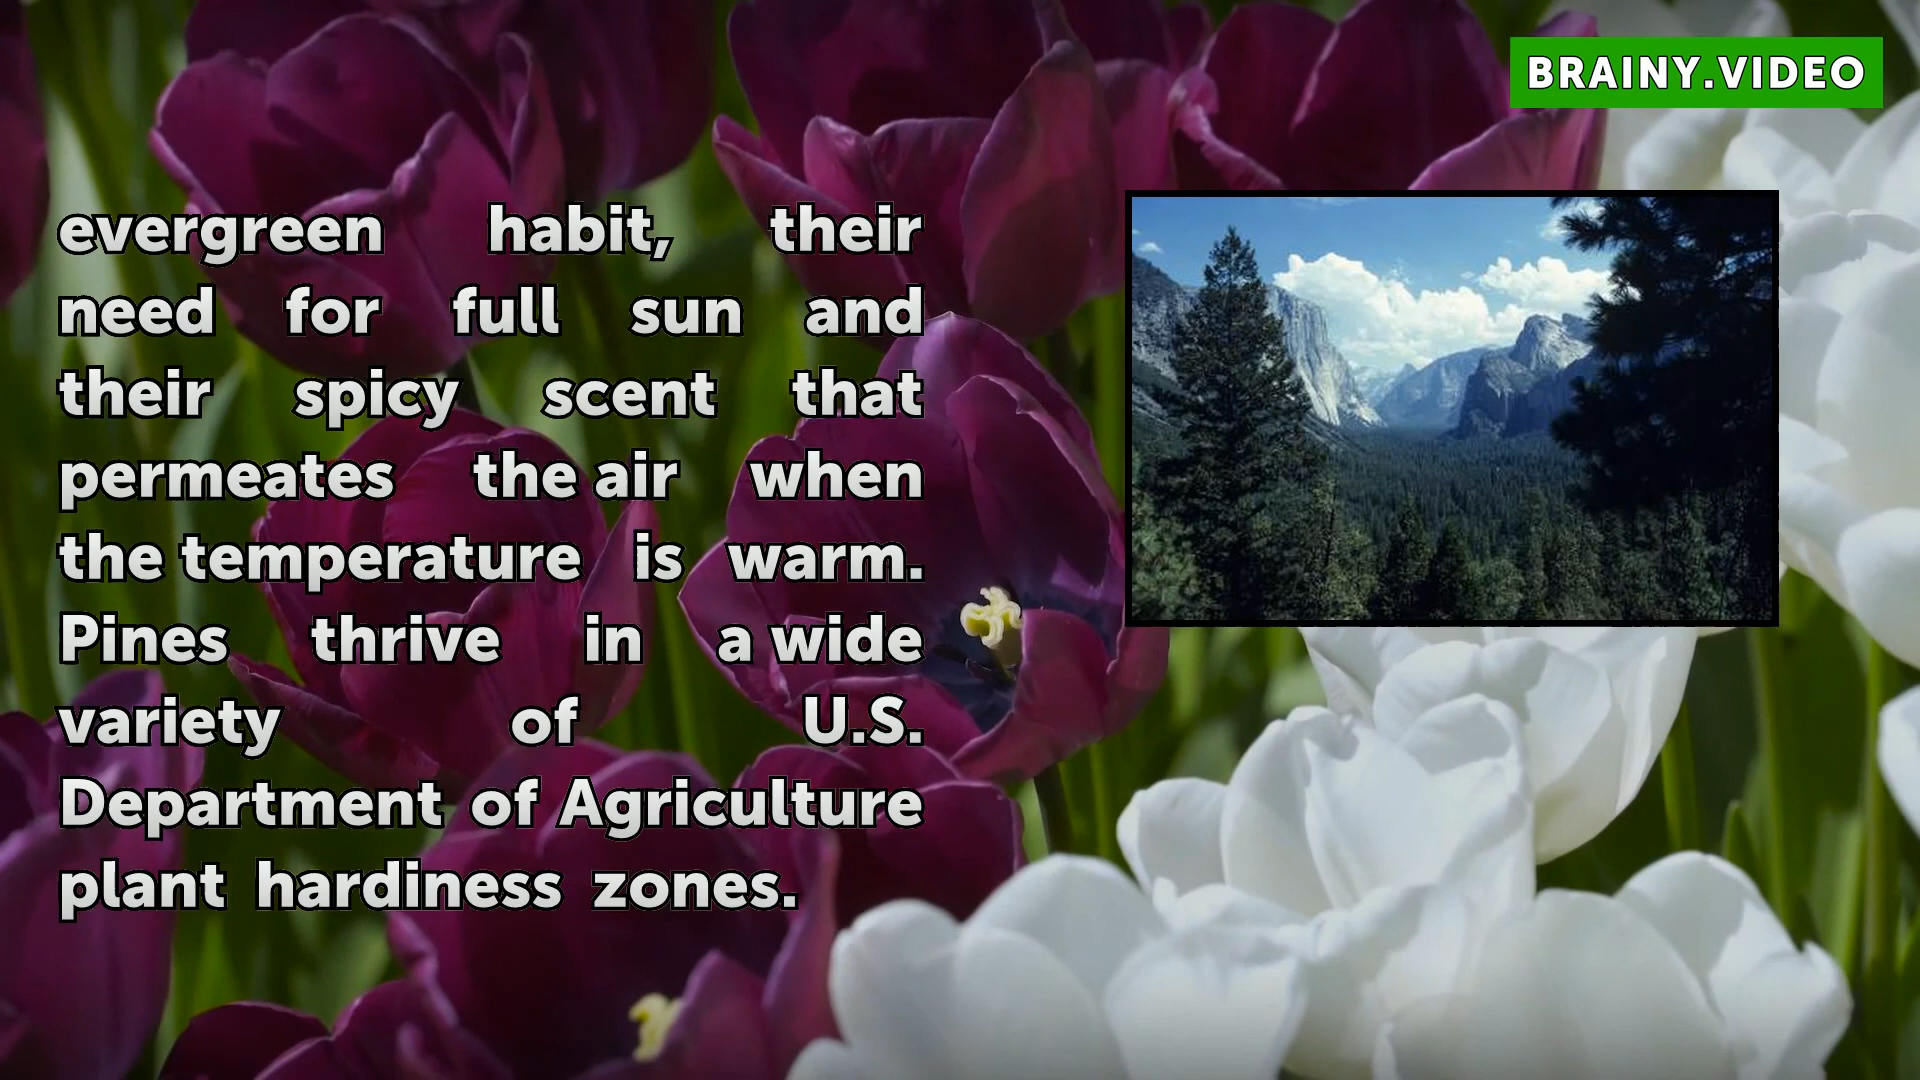 BRAINY.VIDEO
evergreen habit, their
need for full sun and
their spicy scent that
permeates the air when
the temperature is warm.
Pines thrive in a wide
variety of U.S.
Department of Agriculture
plant hardiness zones.